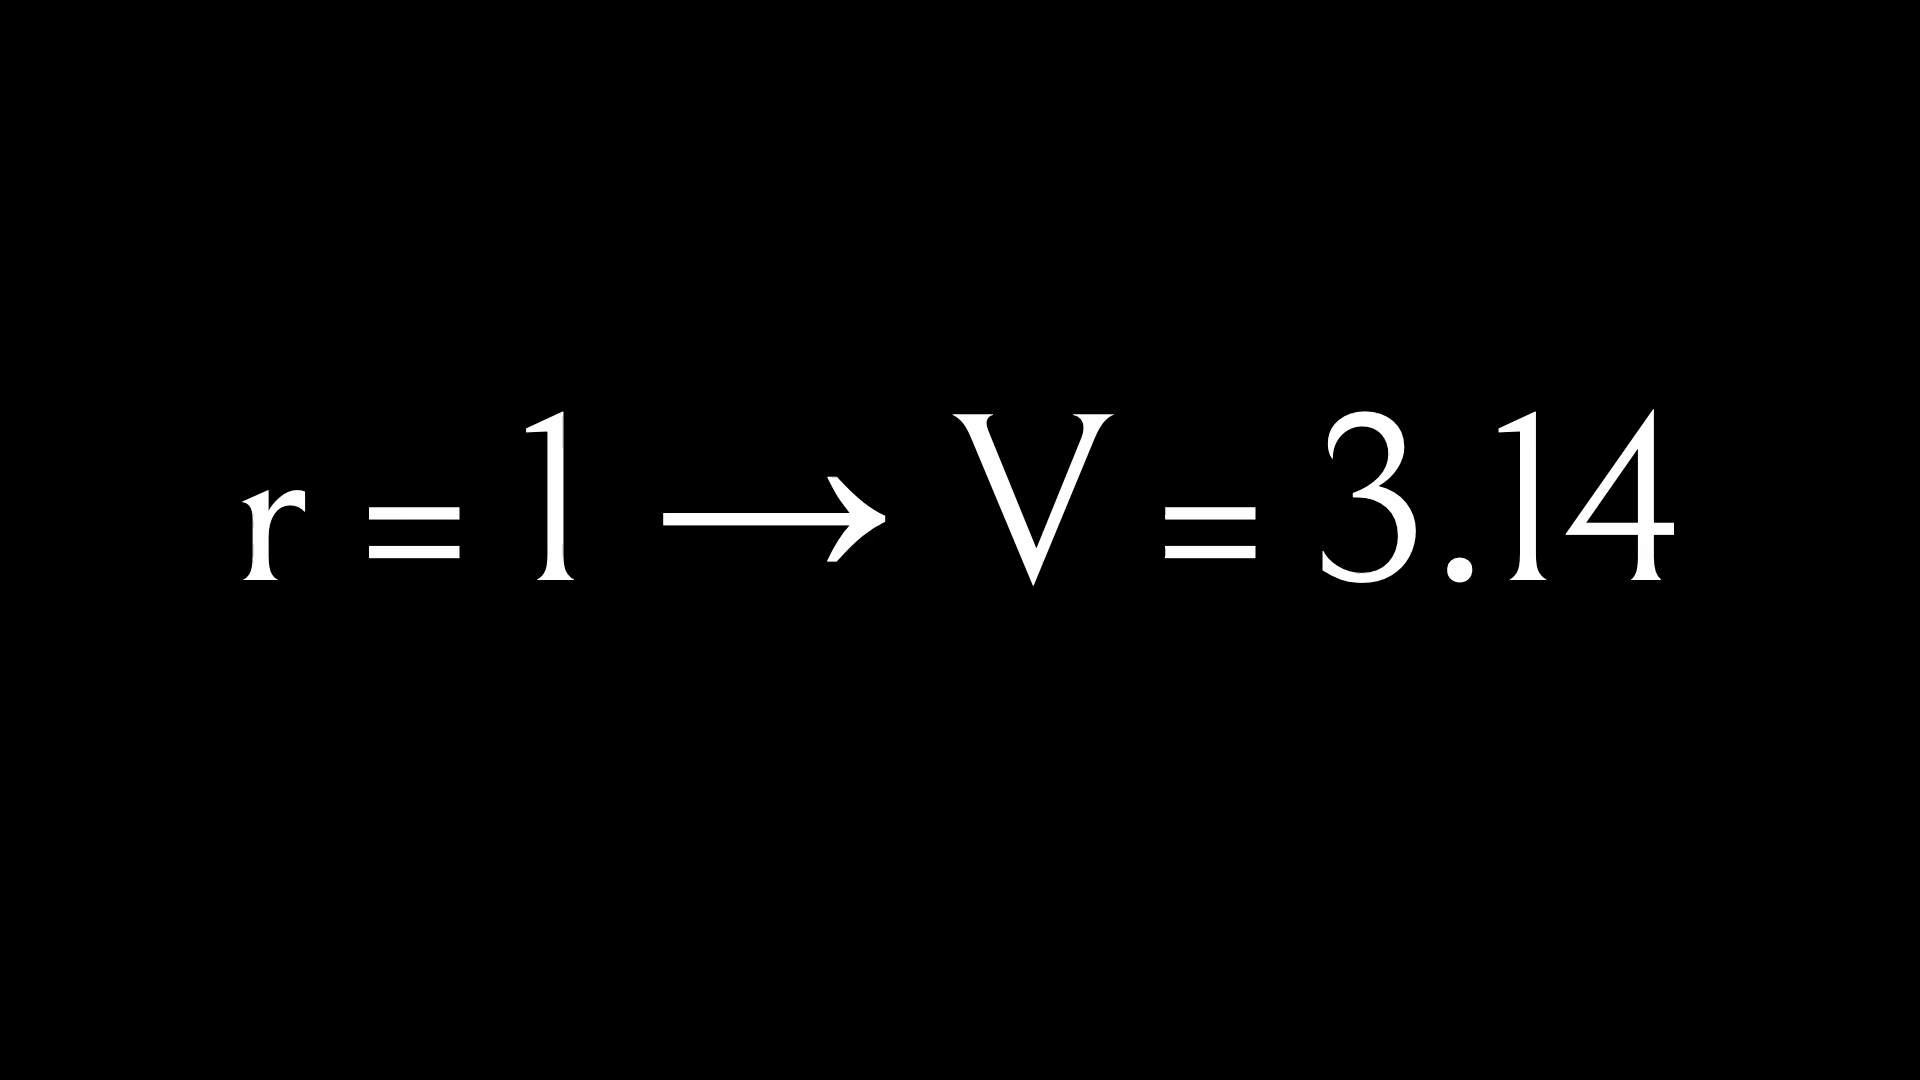 r = 1 → V = 3.14